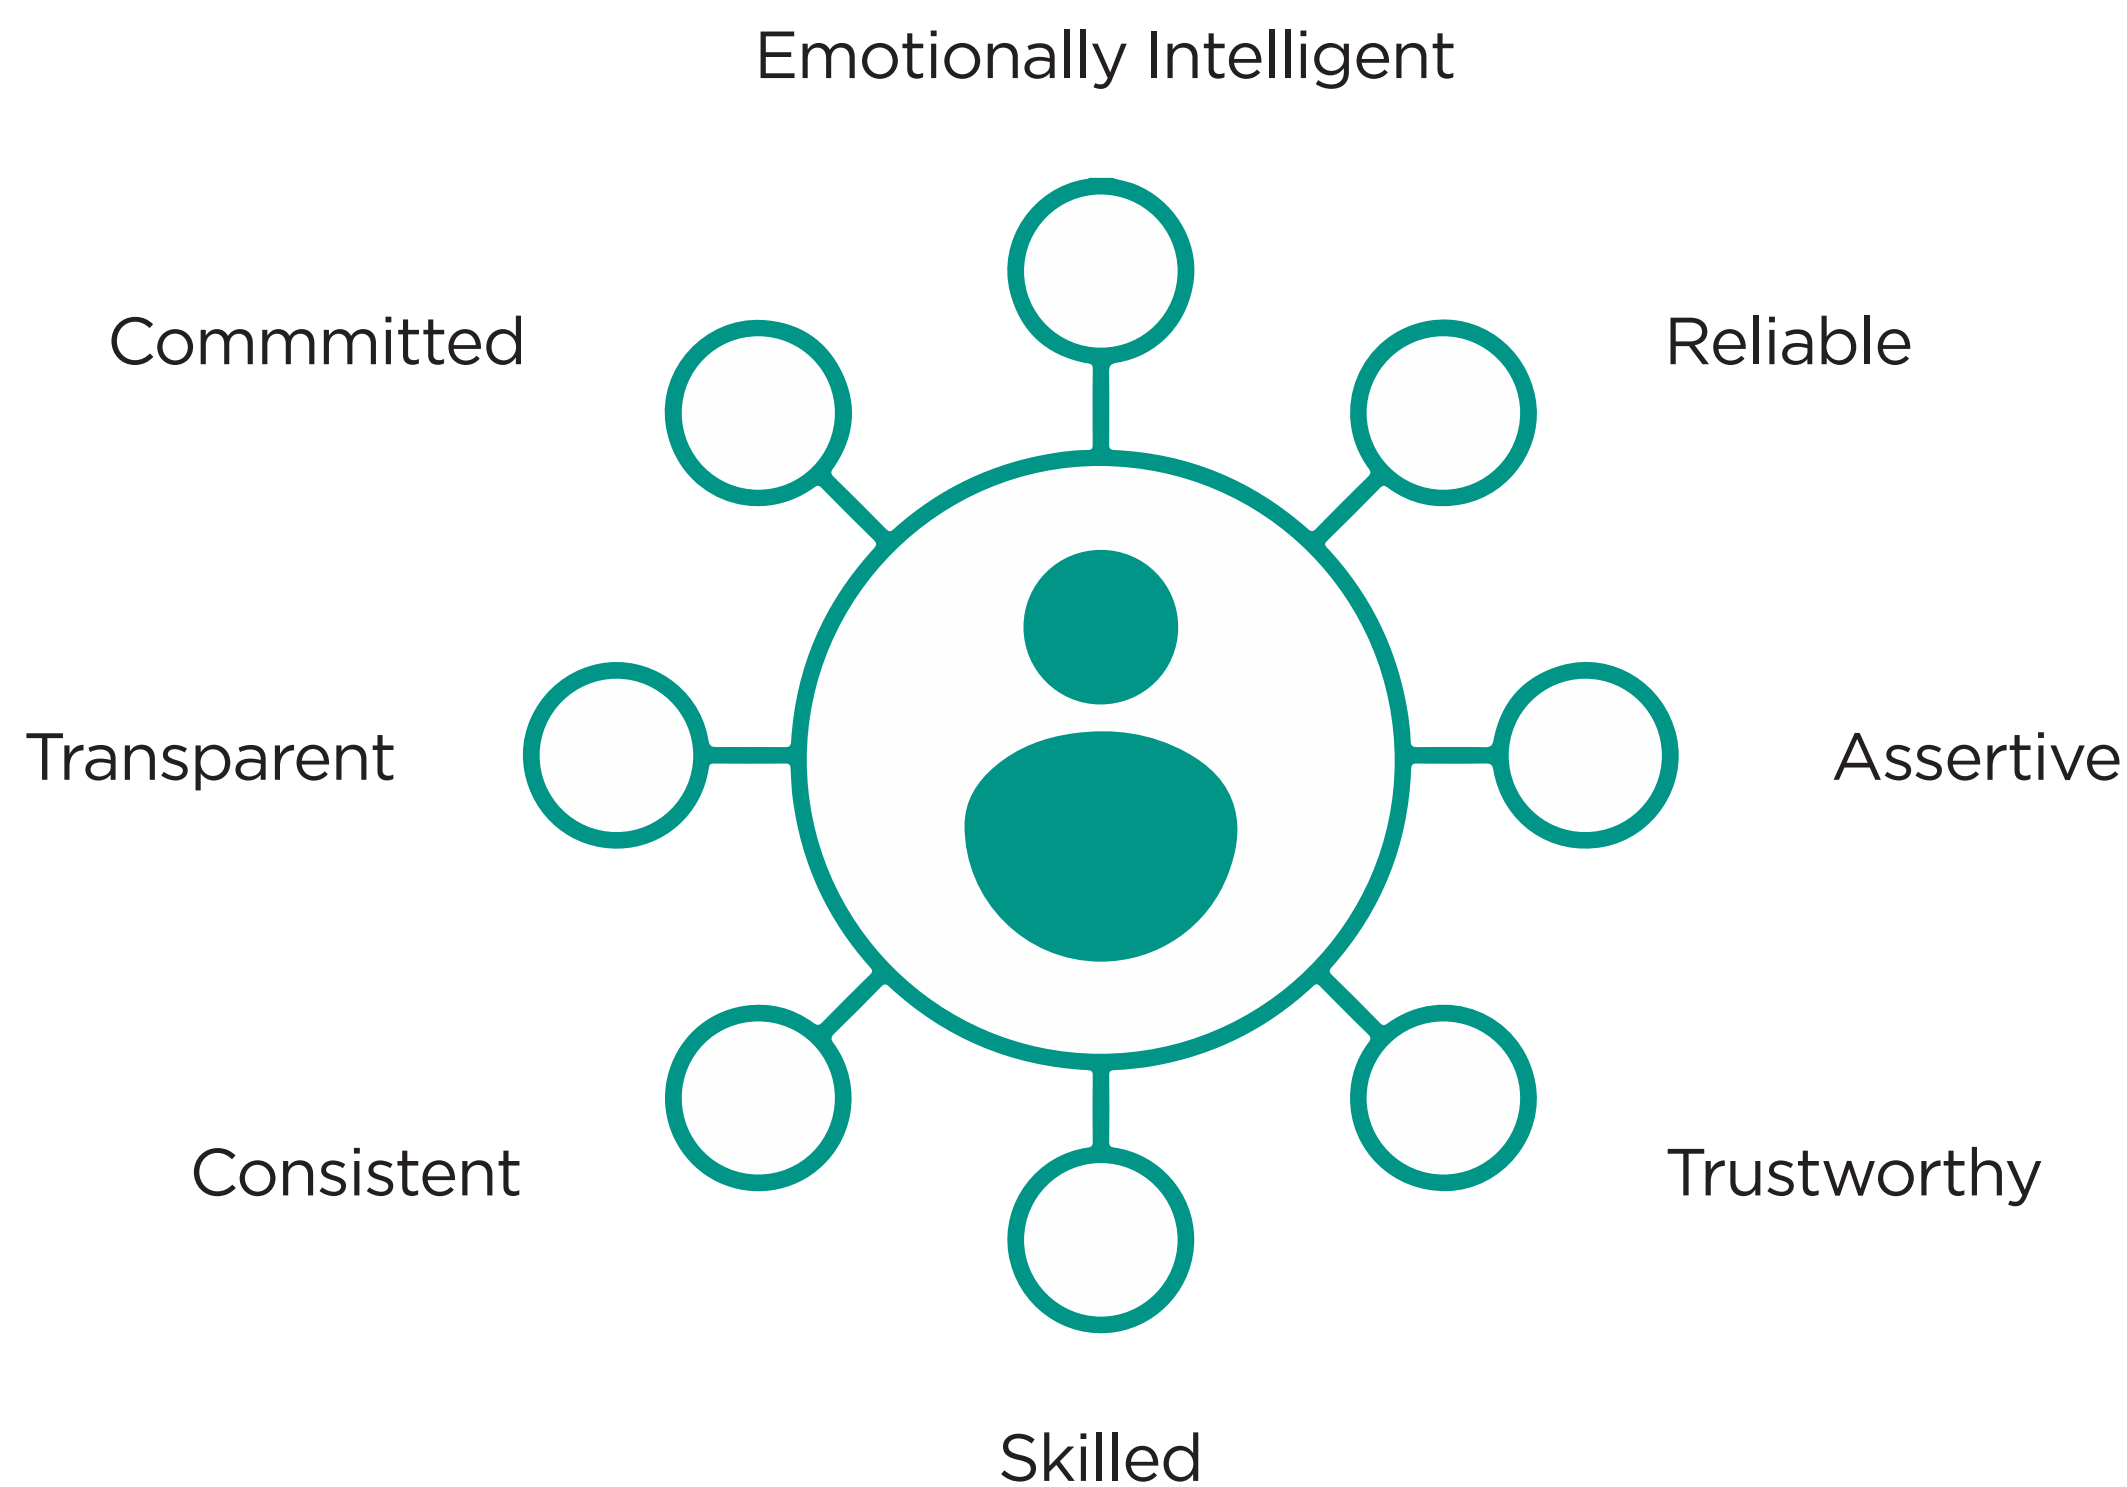 Emotionally Intelligent
Commmitted
Reliable
Transparent
Assertive
Consistent
Trustworthy
Skilled